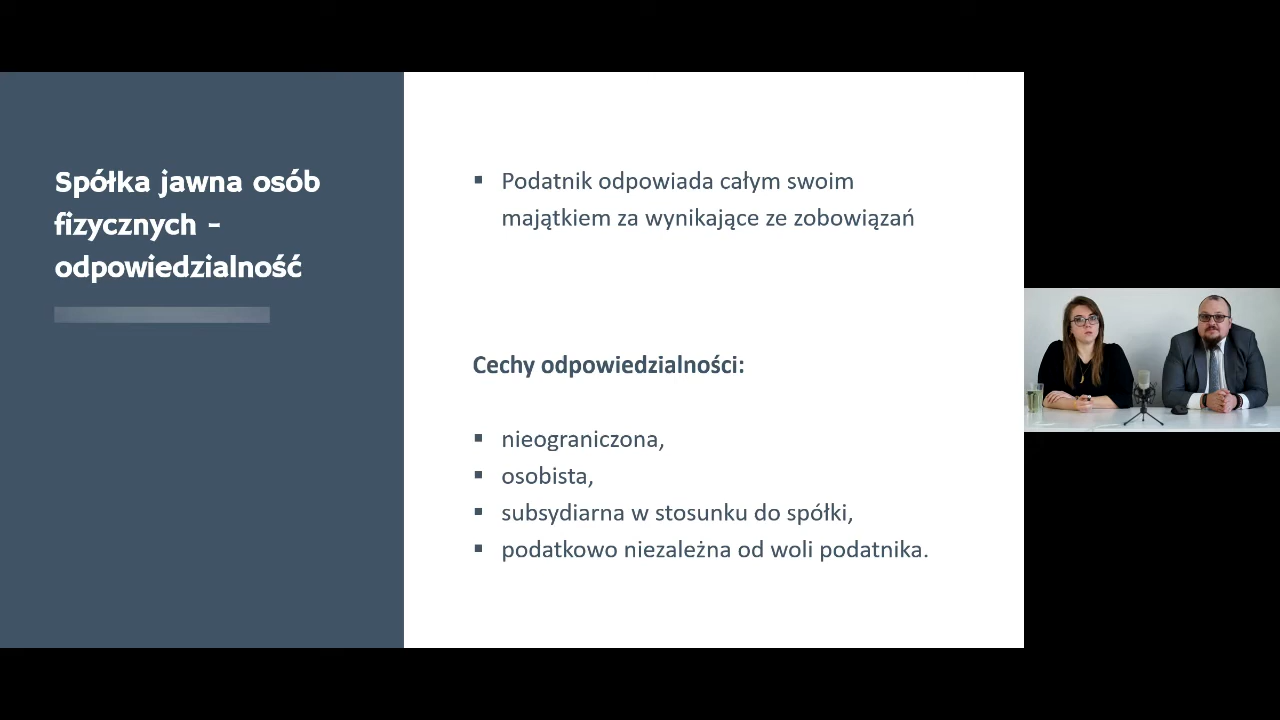 Spółka jawna osób
fizycznych -
odpowiedzialność
▪ Podatnik odpowiada całym swoim
majątkiem za wynikające ze zobowiązań
Cechy odpowiedzialności:
▪ nieograniczona,
▪ osobista,
▪ subsydiarna w stosunku do spółki,
▪ podatkowo niezależna od woli podatnika.